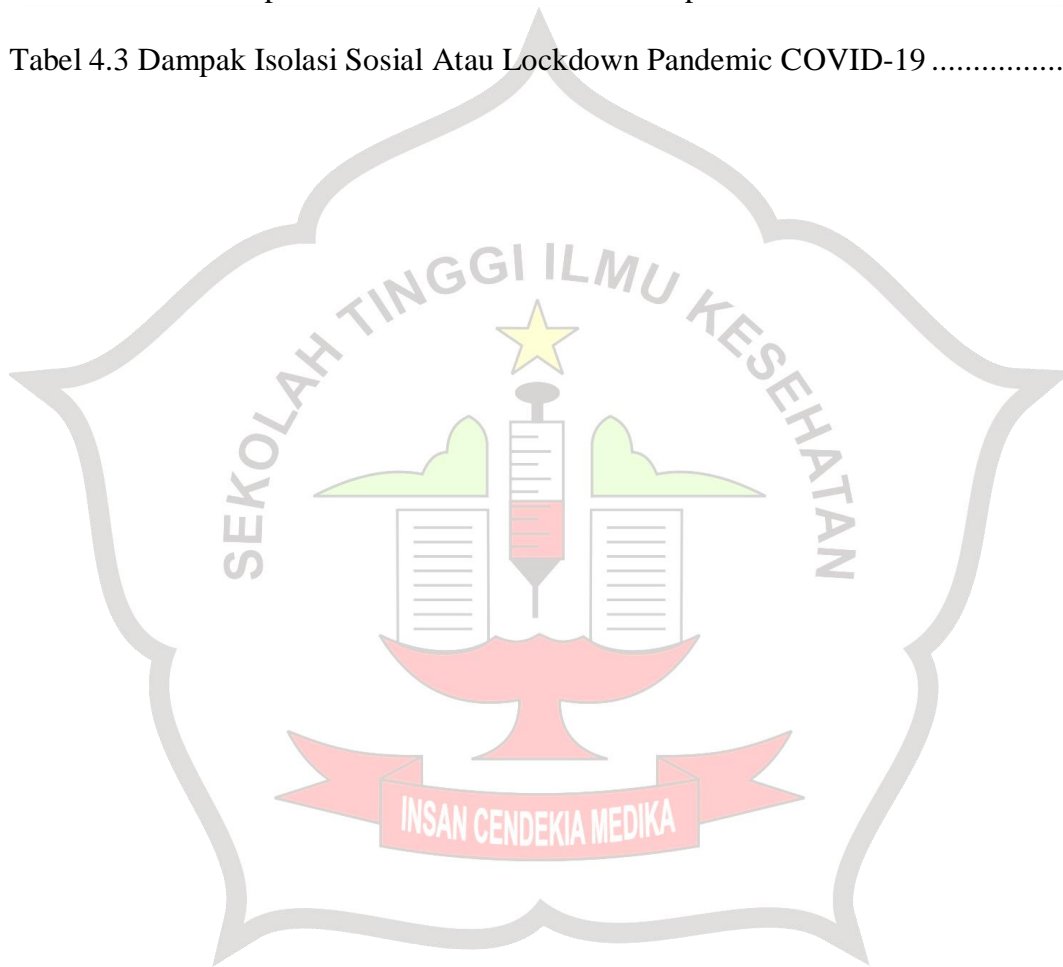 Tabel 4.3 Dampak Isolasi Sosial Atau Lockdown Pandemic COVID-19 ................
SEKOLAH TINGGI ILMU KESEHATAN
INSAN CENDEKIA MEDIKA